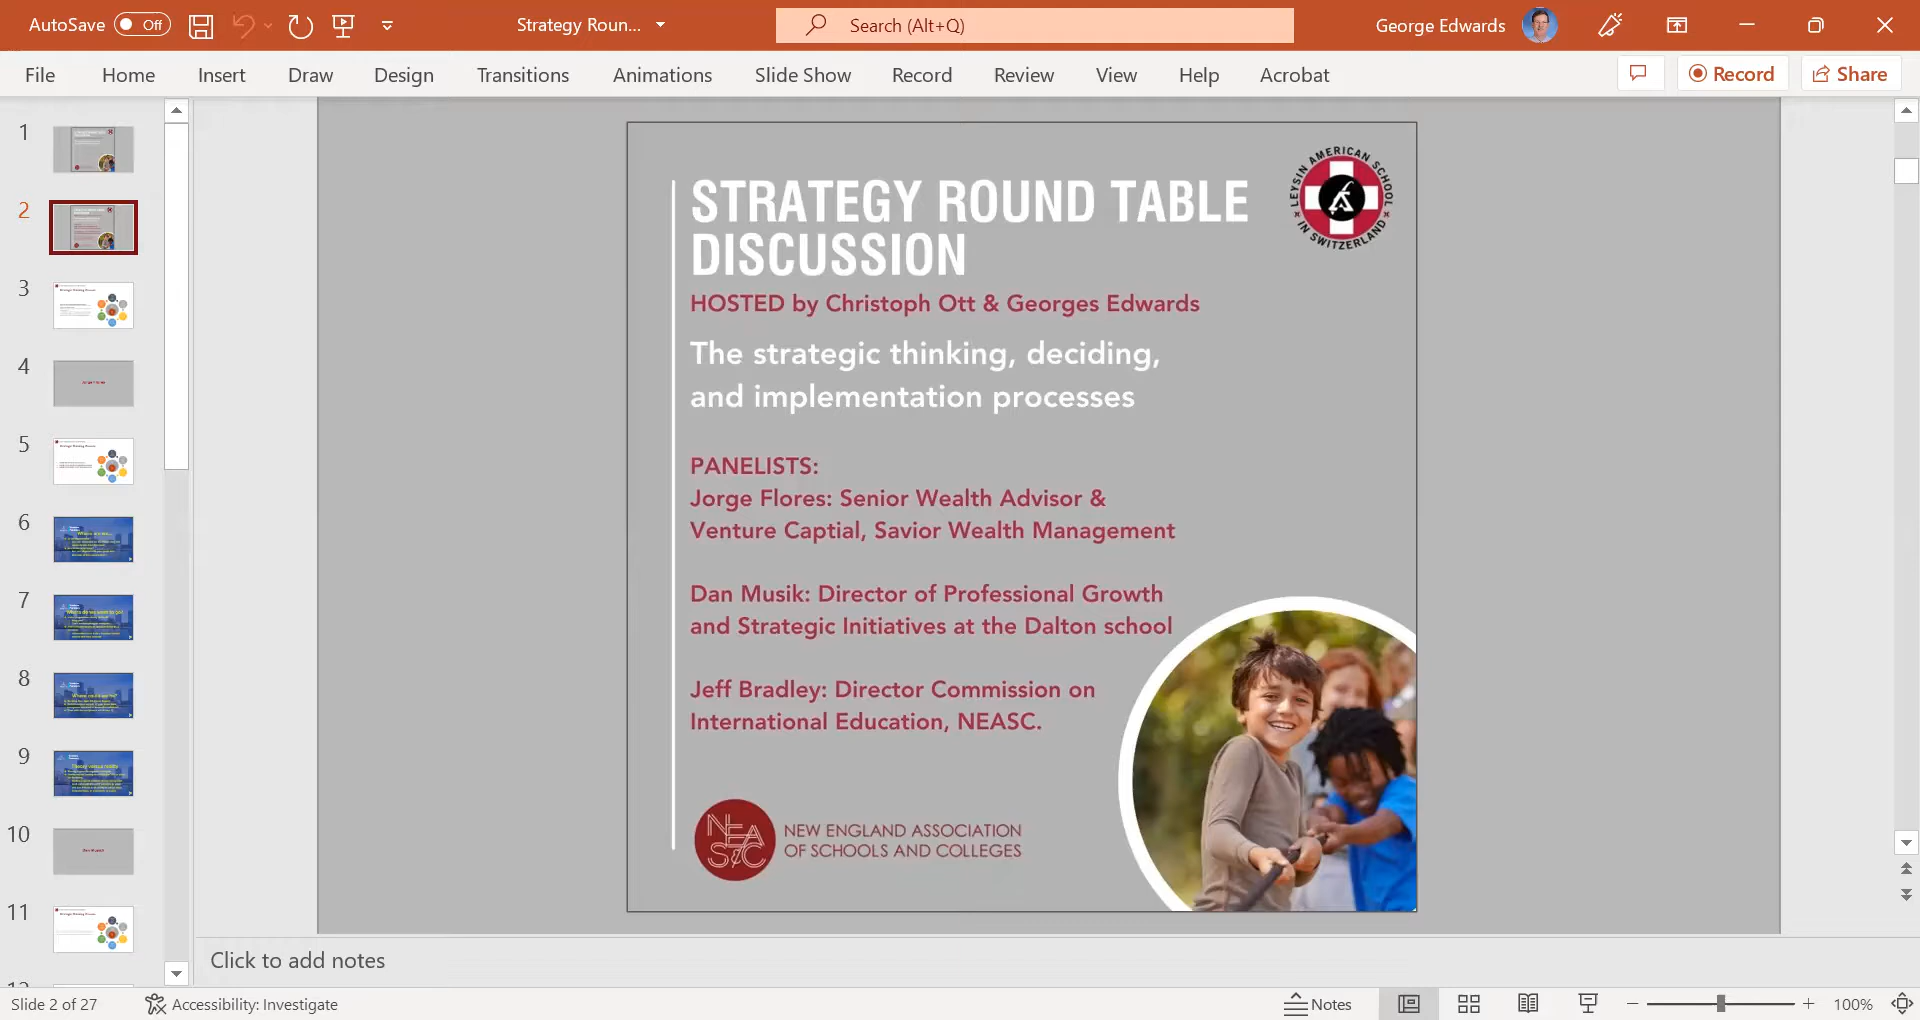 AutoSave Off Strategy Roun... Search (Alt+Q) George Edwards
File Home Insert Draw Design Transitions Animations Slide Show Record Review View Help Acrobat Record Share
1
2
3
4
5
6
7
8
9
10
11
STRATEGY ROUND TABLE
DISCUSSION
LEYSIN AMERICAN SCHOOL
IN SWITZERLAND
HOSTED by Christoph Ott & Georges Edwards
The strategic thinking, deciding,
and implementation processes
PANELISTS:
Jorge Flores: Senior Wealth Advisor &
Venture Captial, Savior Wealth Management
Dan Musik: Director of Professional Growth
and Strategic Initiatives at the Dalton school
Jeff Bradley: Director Commission on
International Education, NEASC.
NEASC
NEW ENGLAND ASSOCIATION
OF SCHOOLS AND COLLEGES
Click to add notes
Slide 2 of 27 Accessibility: Investigate Notes 100%